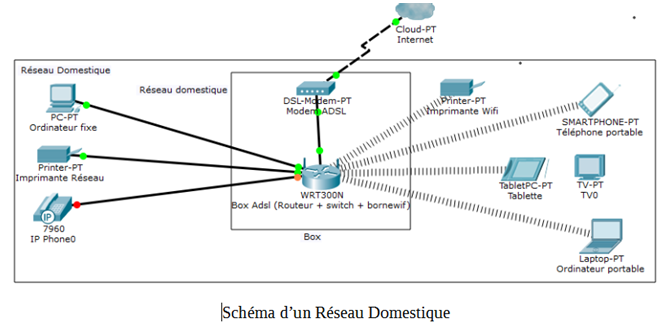 Cloud-PT
Internet
Réseau Domestique
Réseau domestique
DSL-Modem-PT
Modem ADSL
PC-PT
Ordinateur fixe
Printer-PT
Imprimante Réseau
IP
7960
IP Phone0
WRT300N
Box Adsl (Routeur + switch + bornewif)
Box
Printer-PT
Imprimante Wifi
SMARTPHONE-PT
Téléphone portable
TabletPC-PT
Tablette
TV-PT
TV0
Laptop-PT
Ordinateur portable
Schéma d’un Réseau Domestique